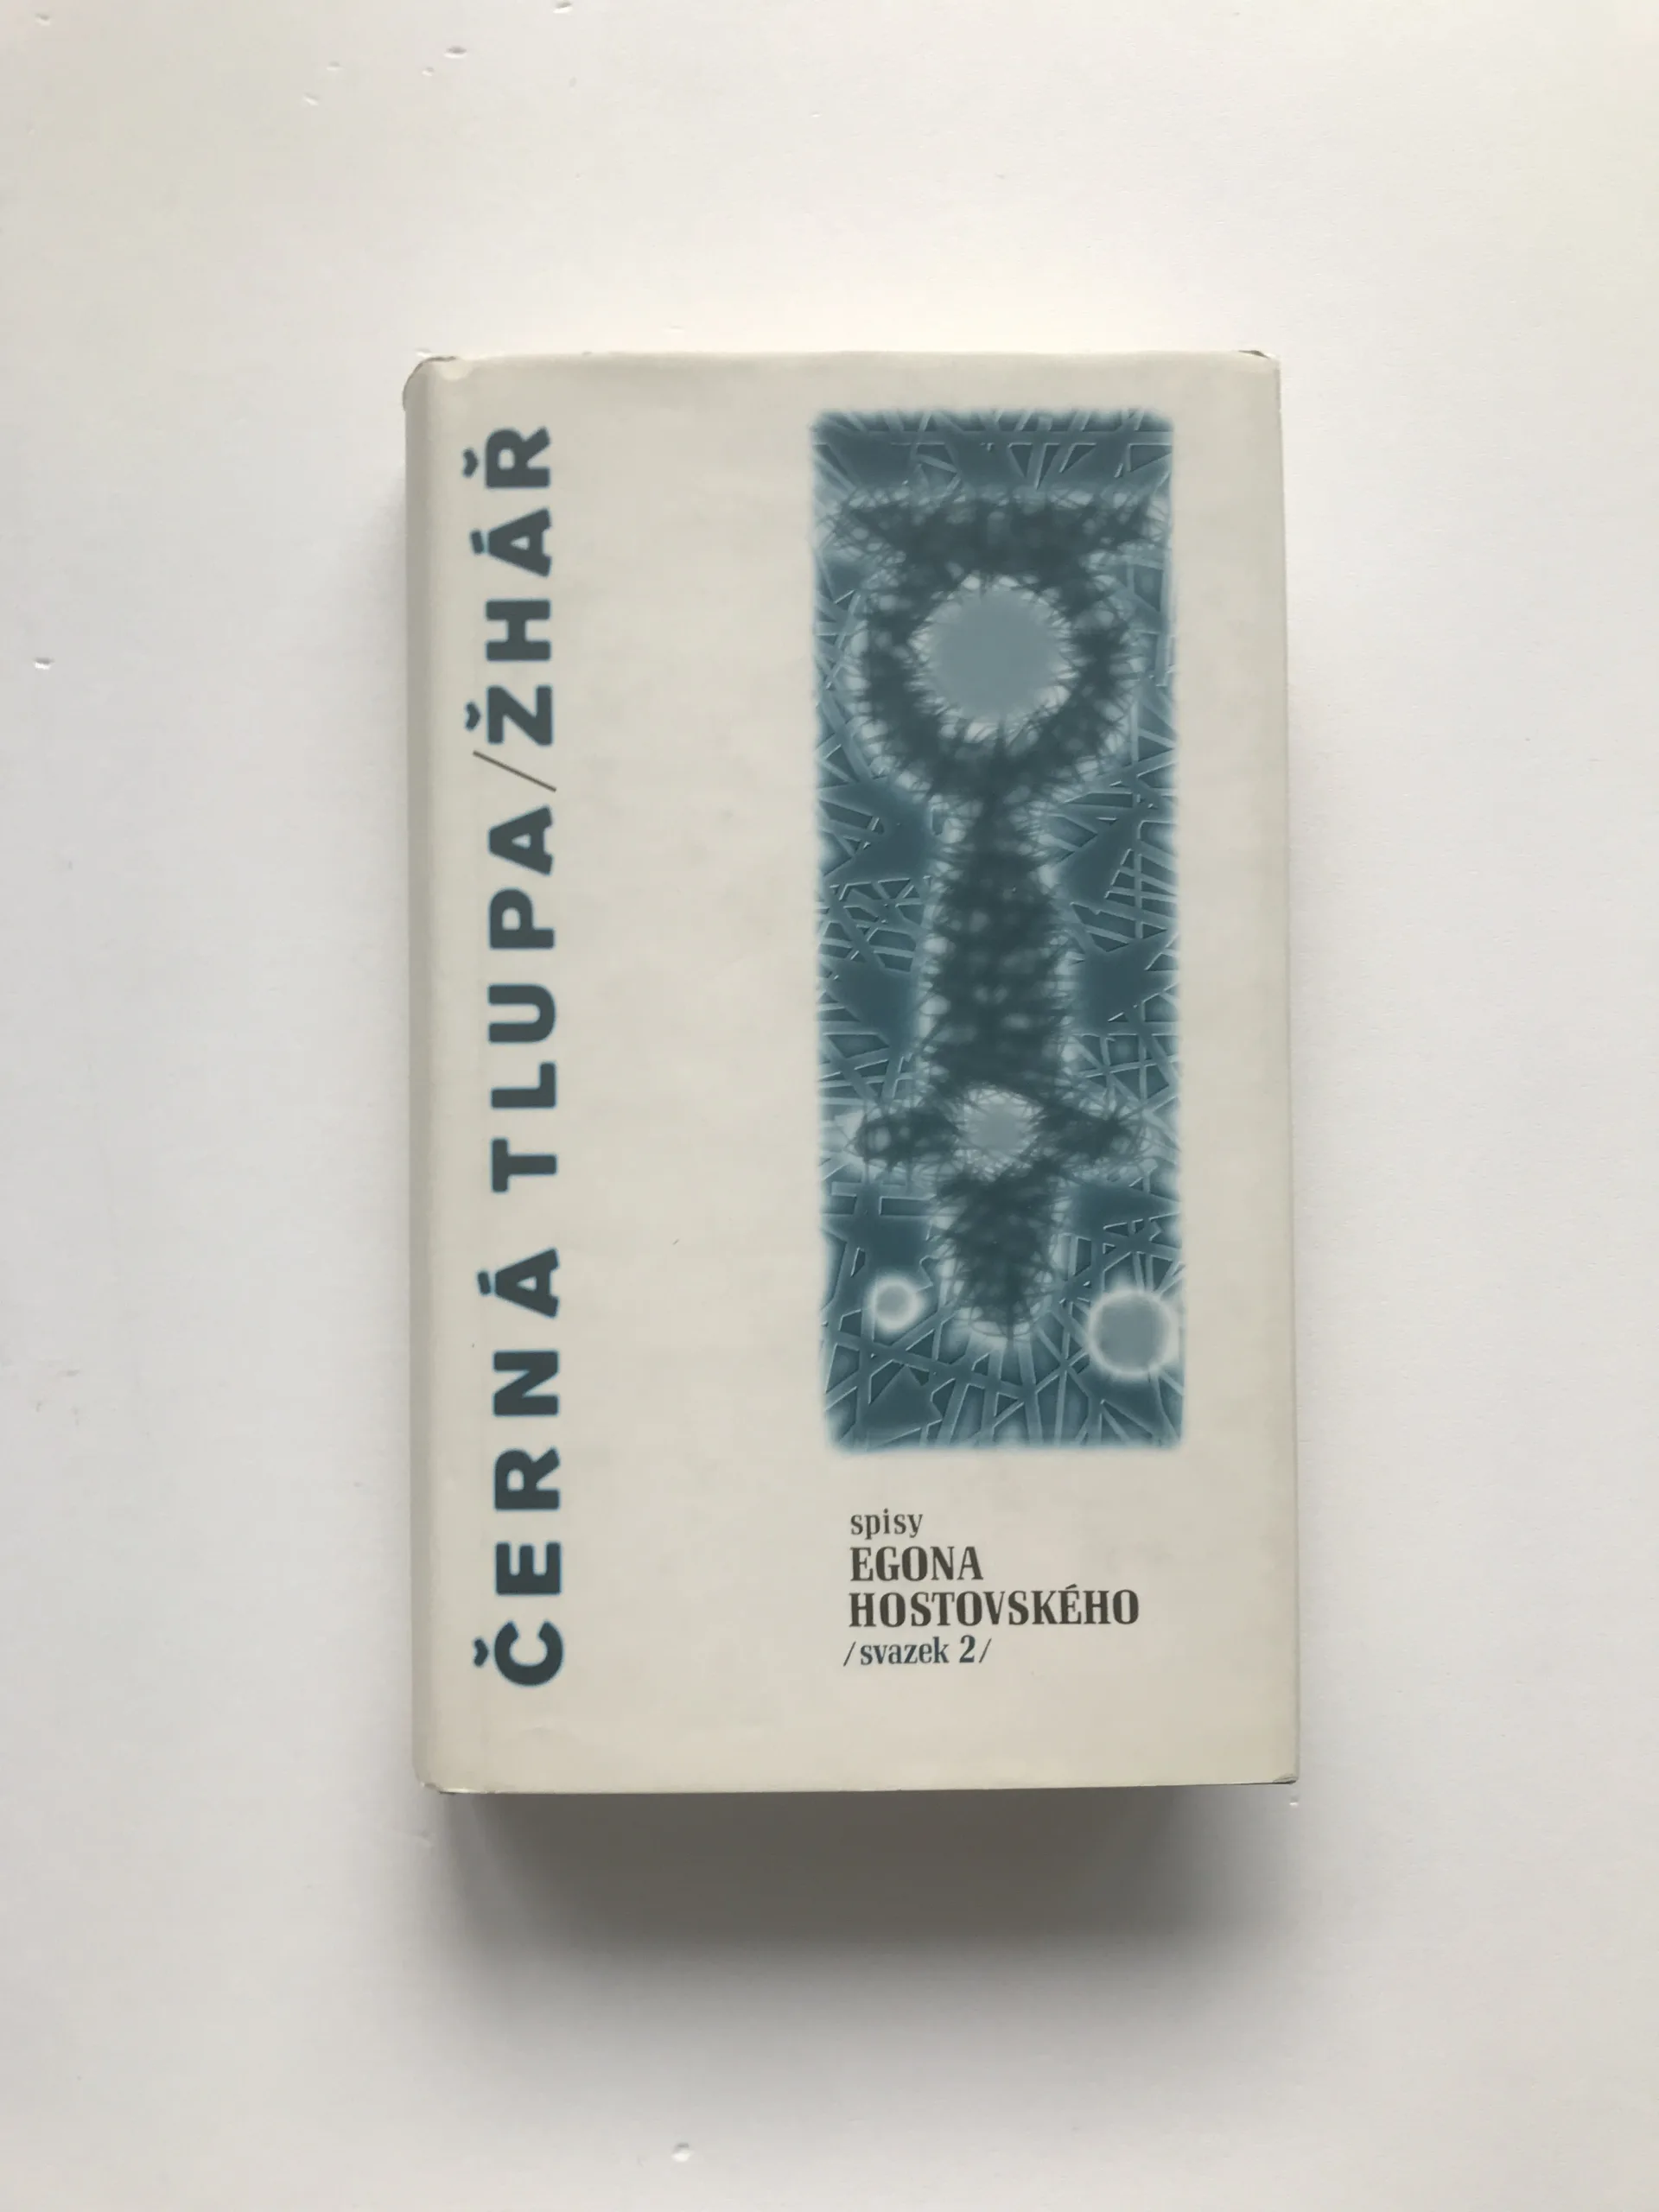 ČERNÁ TLUPA/ŽHÁŘ
spisy
EGONA
HOSTOVSKÉHO
/svazek 2/